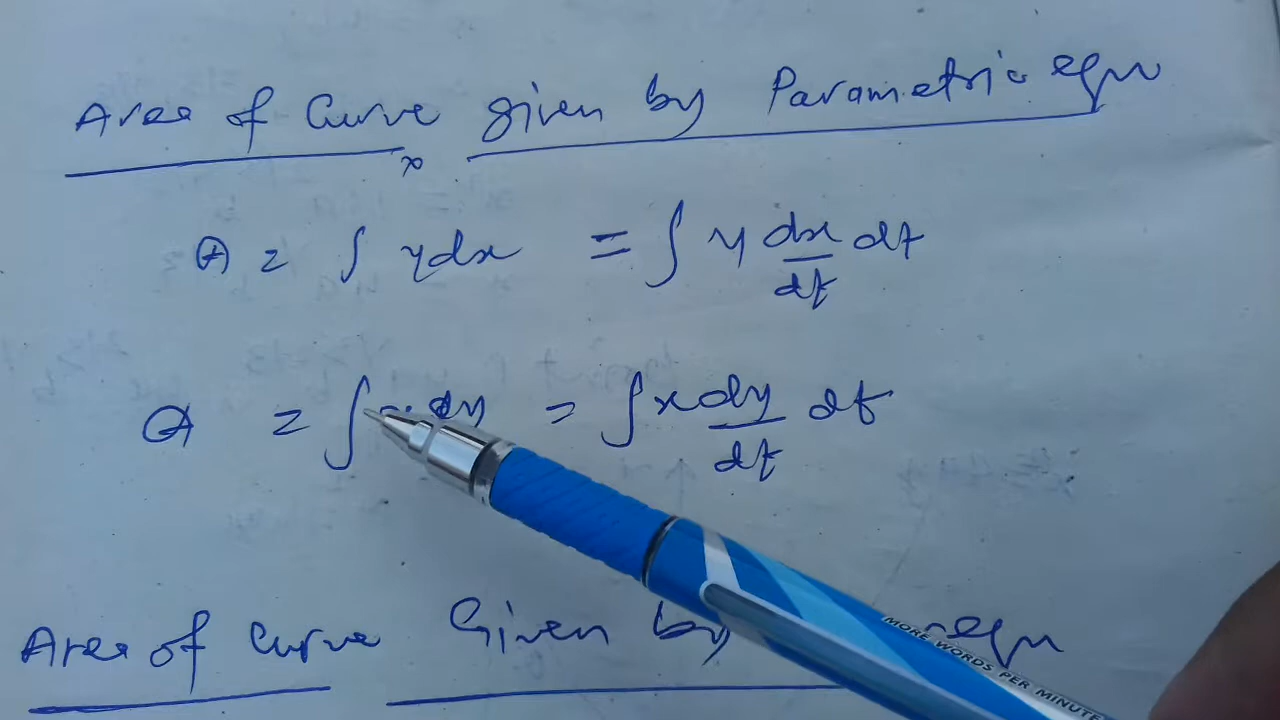 Area of Curve given by Parametric eqn
A = ∫ y dx = ∫ y dx/dt dt
A = ∫ x dy = ∫ x dy/dt dt
Area of Curve Given by eqn
MORE WORDS PER MINUTE